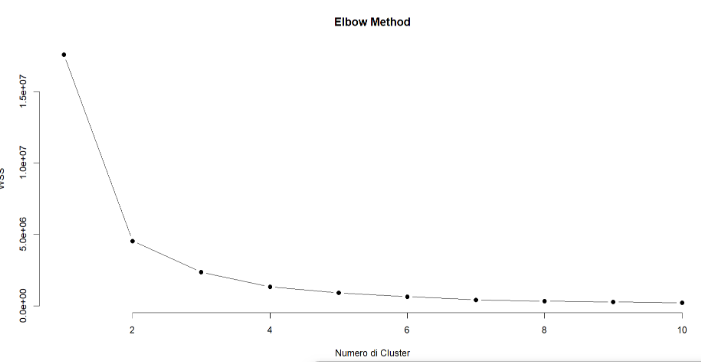 Elbow Method
WSS
1.5e+07
1.0e+07
5.0e+06
0.0e+00
2 4 6 8 10
Numero di Cluster